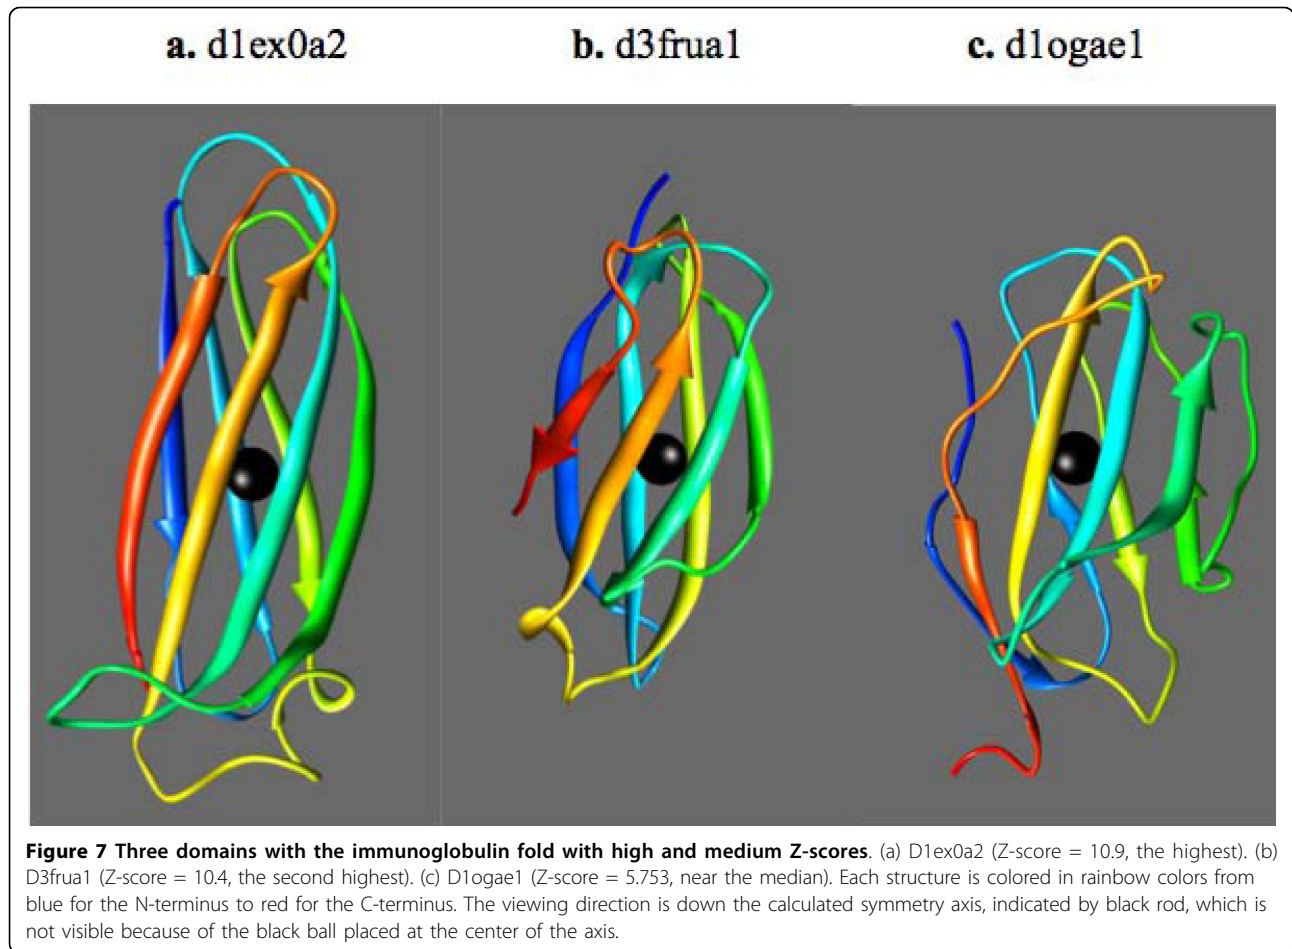 a. d1ex0a2
b. d3frua1
c. d1ogae1
Figure 7 Three domains with the immunoglobulin fold with high and medium Z-scores. (a) D1ex0a2 (Z-score = 10.9, the highest). (b)
D3frua1 (Z-score = 10.4, the second highest). (c) D1ogae1 (Z-score = 5.753, near the median). Each structure is colored in rainbow colors from
blue for the N-terminus to red for the C-terminus. The viewing direction is down the calculated symmetry axis, indicated by black rod, which is
not visible because of the black ball placed at the center of the axis.